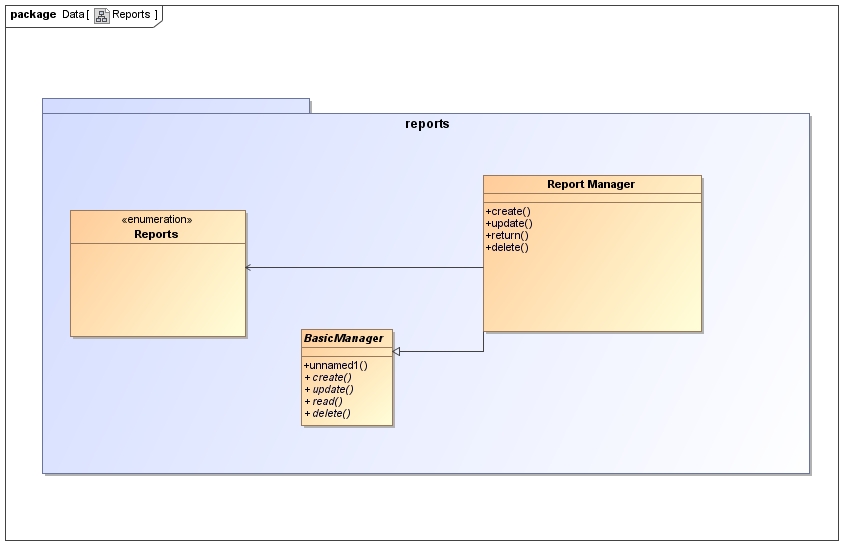 package Data[ Reports ]
reports
«enumeration»
Reports
Report Manager
+create()
+update()
+return()
+delete()
BasicManager
+unnamed1()
+ create()
+ update()
+ read()
+ delete()